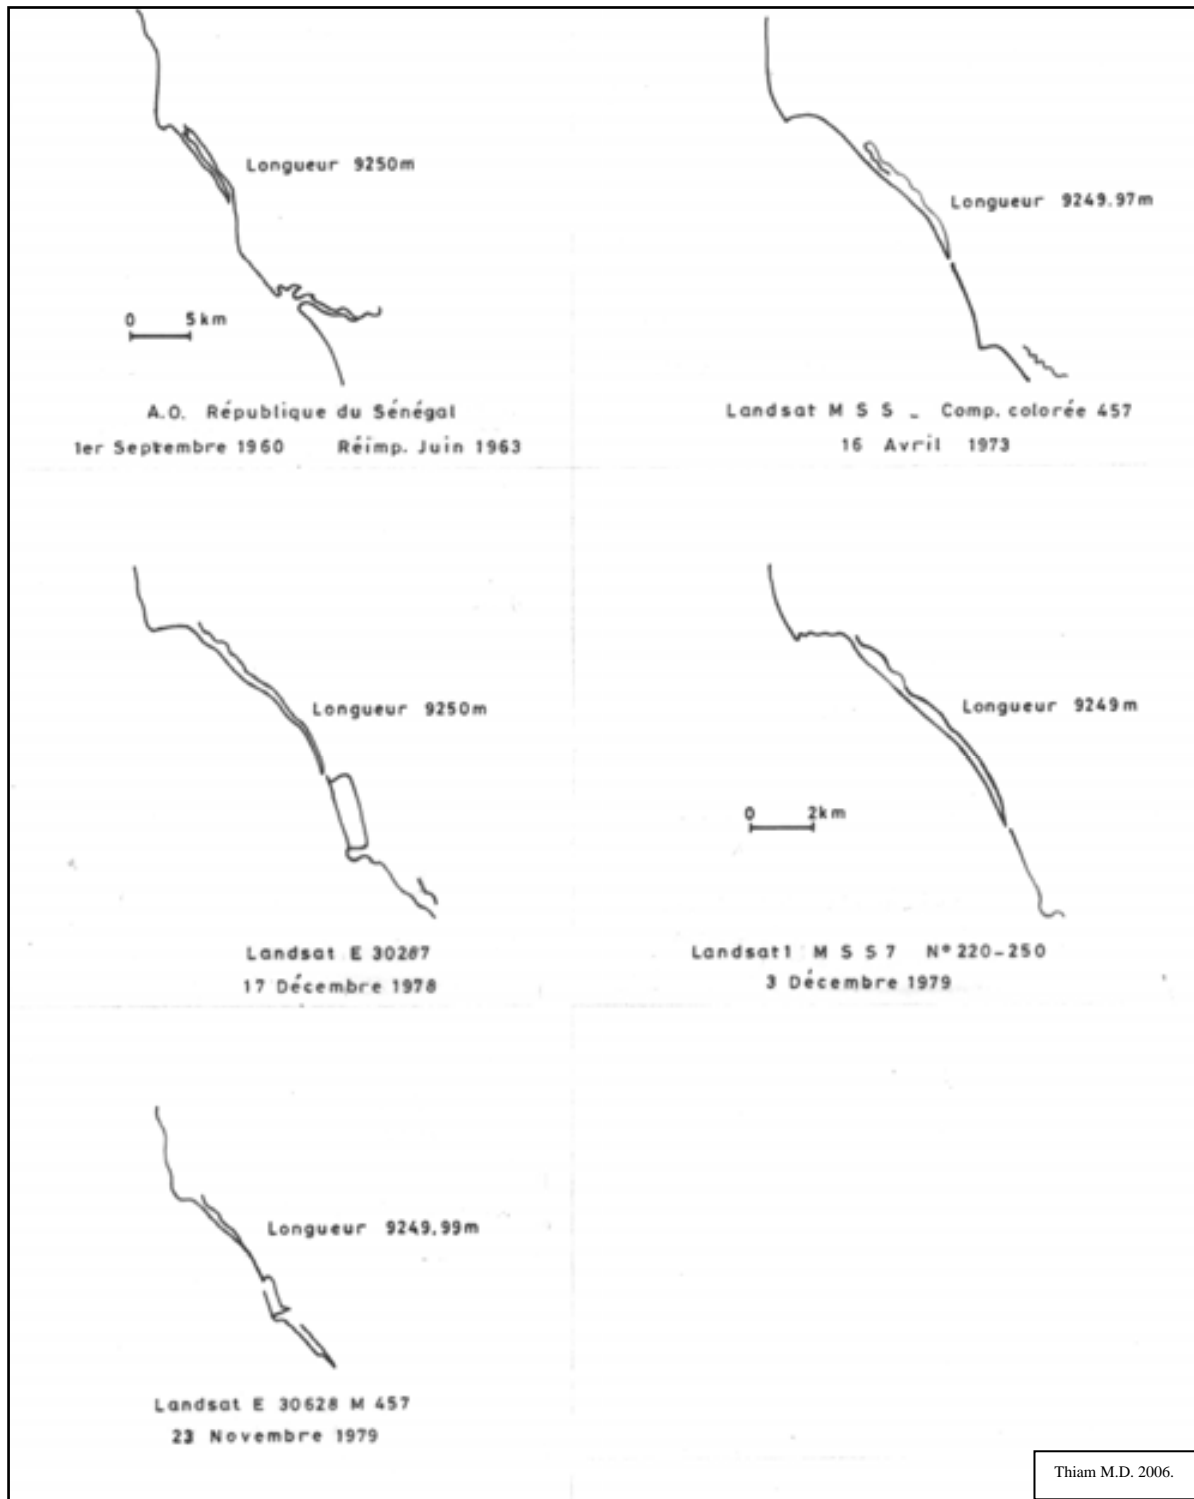 Longueur 9250m
0 5km
A.O. République du Sénégal
1er Septembre 1960 Réimp. Juin 1963
Longueur 9249.97m
Landsat M S S _ Comp. colorée 457
16 Avril 1973
Longueur 9250m
Landsat E 30287
17 Décembre 1978
Longueur 9249m
0 2km
Landsat1 M S S 7 N° 220-250
3 Décembre 1979
Longueur 9249,99m
Landsat E 30628 M 457
23 Novembre 1979
Thiam M.D. 2006.